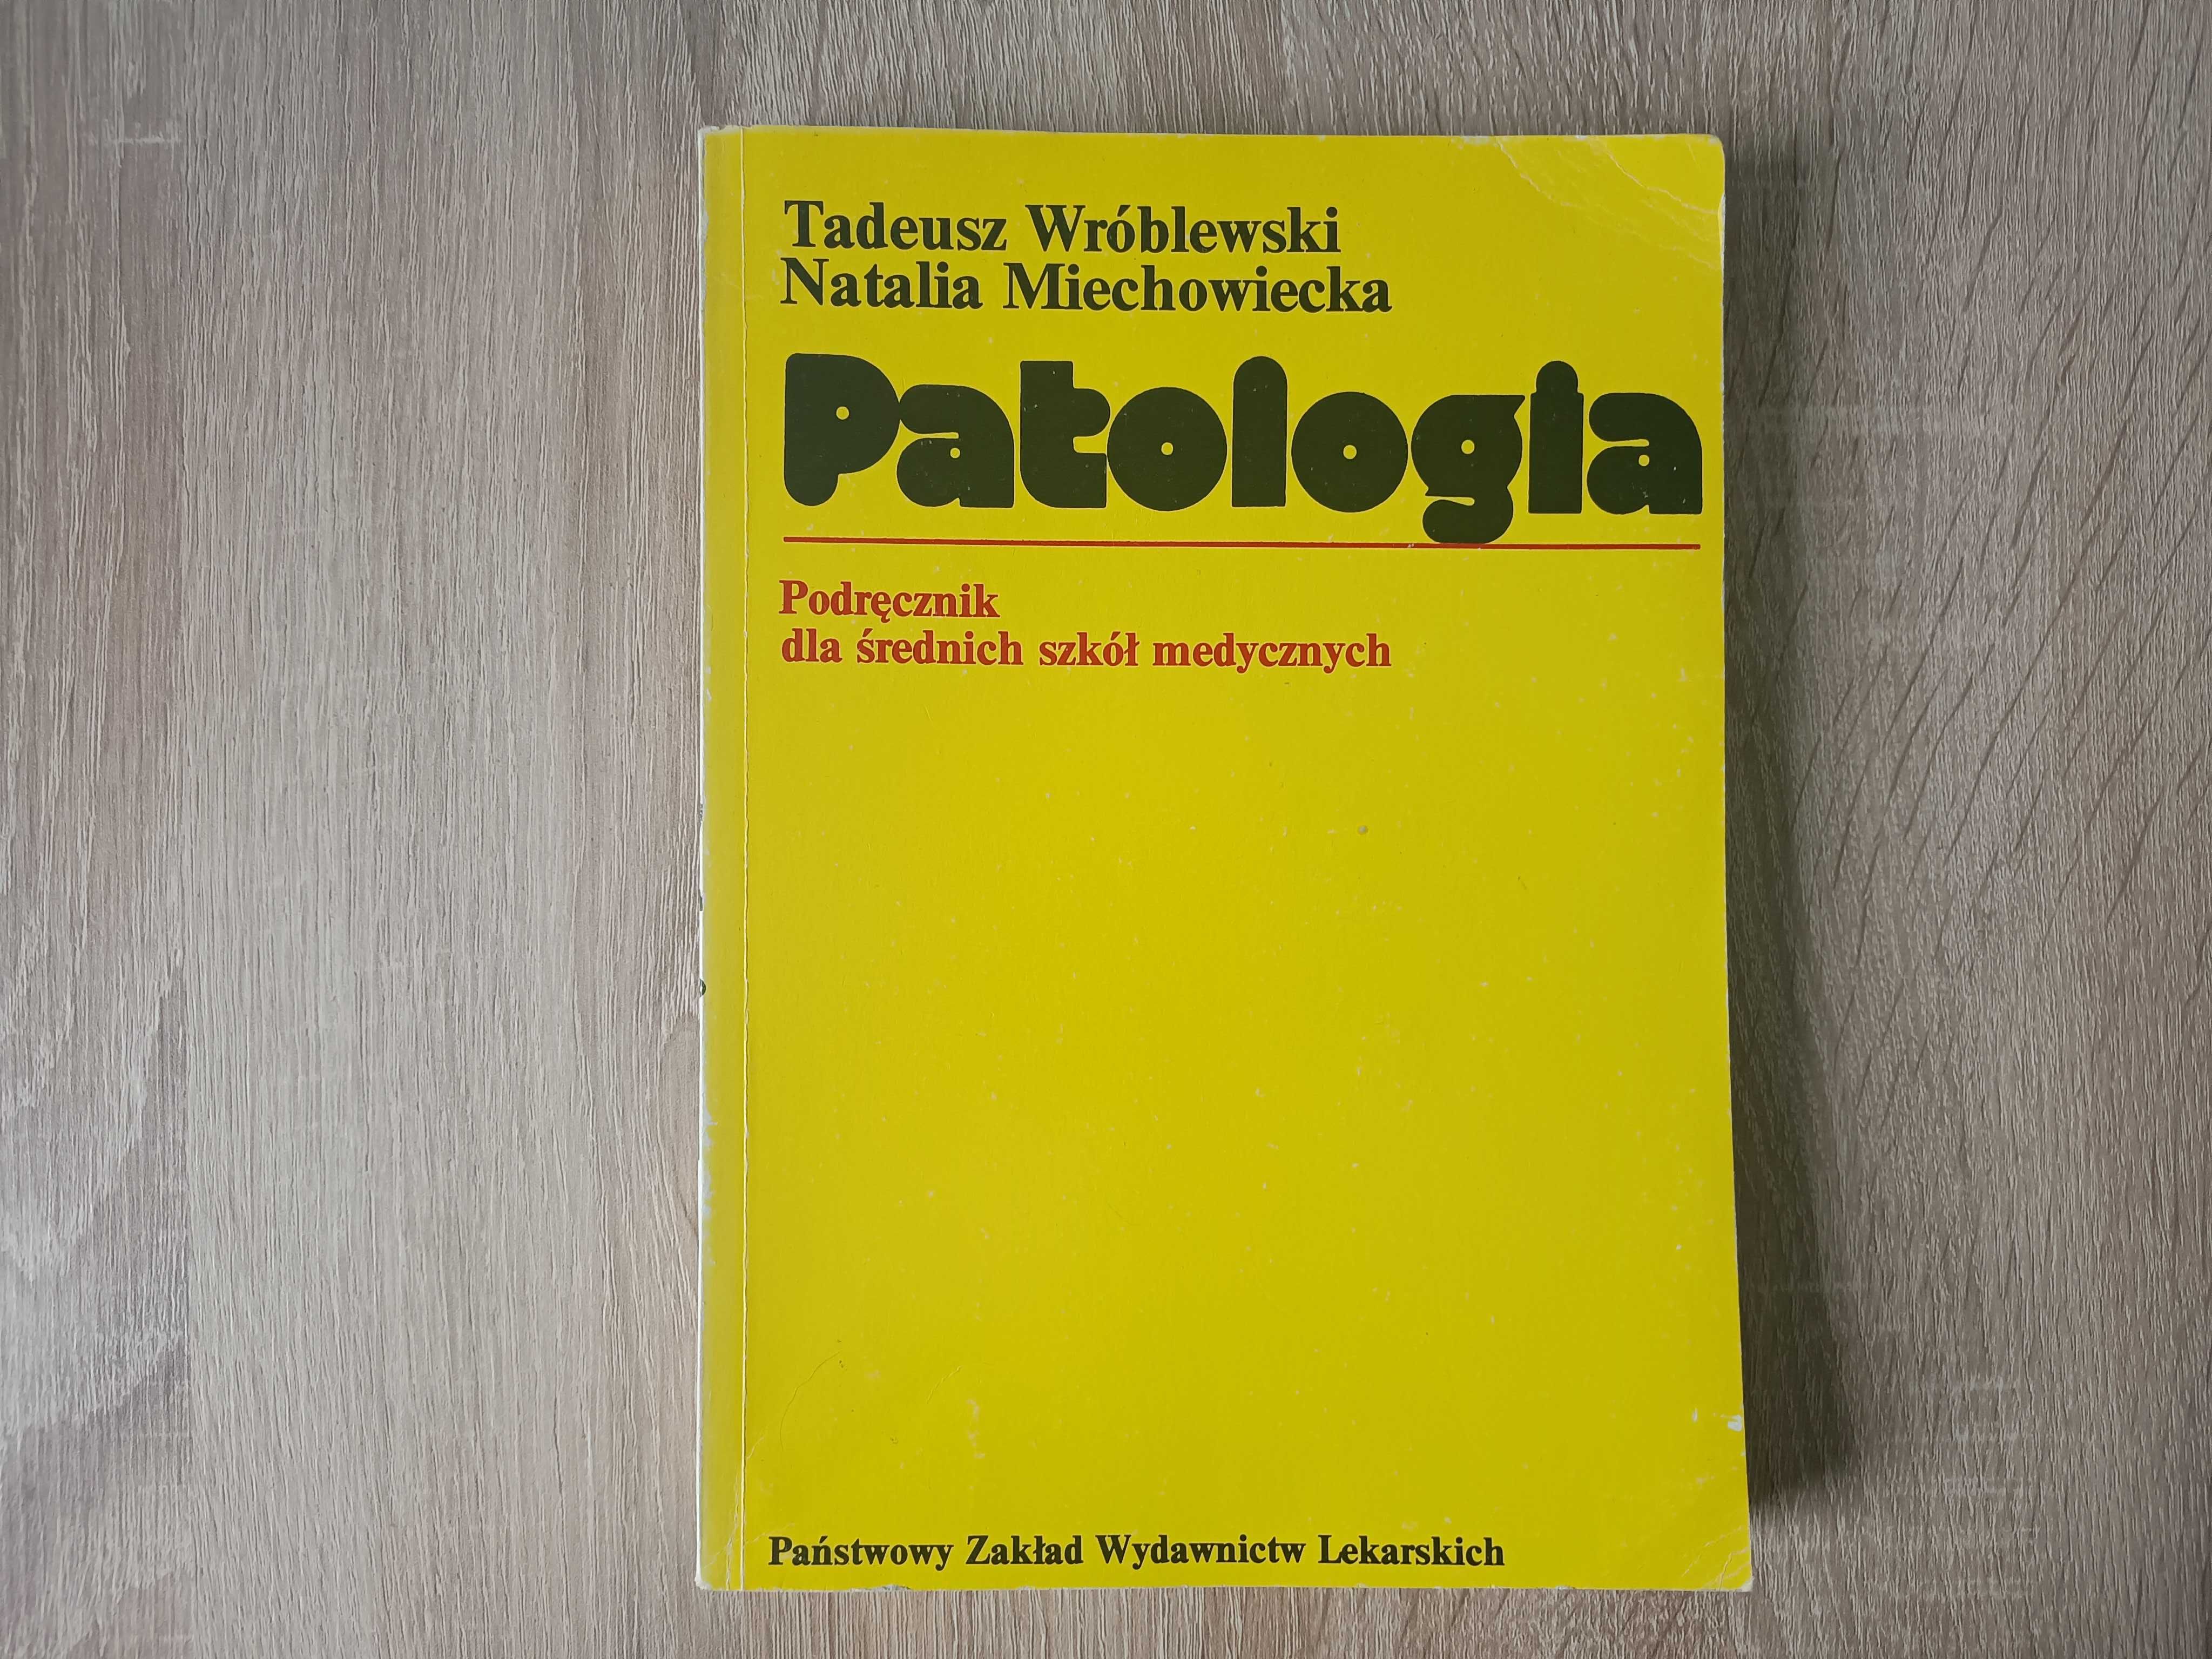 Tadeusz Wróblewski
Natalia Miechowiecka
Patologia
Podręcznik
dla średnich szkół medycznych
Państwowy Zakład Wydawnictw Lekarskich